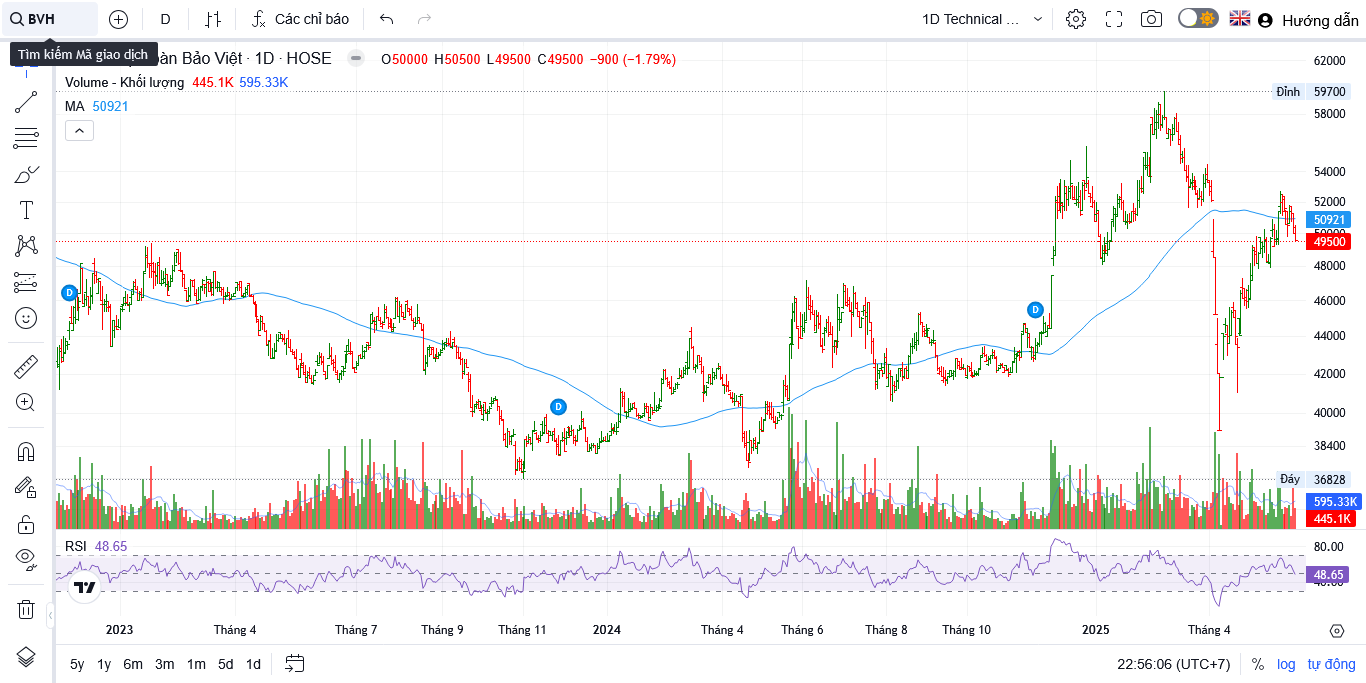 BVH
D
Các chỉ báo
1D Technical ...
Hướng dẫn
Tìm kiếm Mã giao dịch
àn Bảo Việt · 1D · HOSE
O50000 H50500 L49500 C49500 −900 (−1.79%)
Volume - Khối lượng 445.1K 595.33K
MA 50921
62000
Đỉnh 59700
58000
54000
52000
50921
50000
49500
48000
46000
44000
42000
40000
38400
Đáy 36828
595.33K
445.1K
D
D
D
RSI 48.65
80.00
48.65
40.00
2023
Tháng 4
Tháng 7
Tháng 9
Tháng 11
2024
Tháng 4
Tháng 6
Tháng 8
Tháng 10
2025
Tháng 4
5y 1y 6m 3m 1m 5d 1d
22:56:06 (UTC+7)
% log tự động